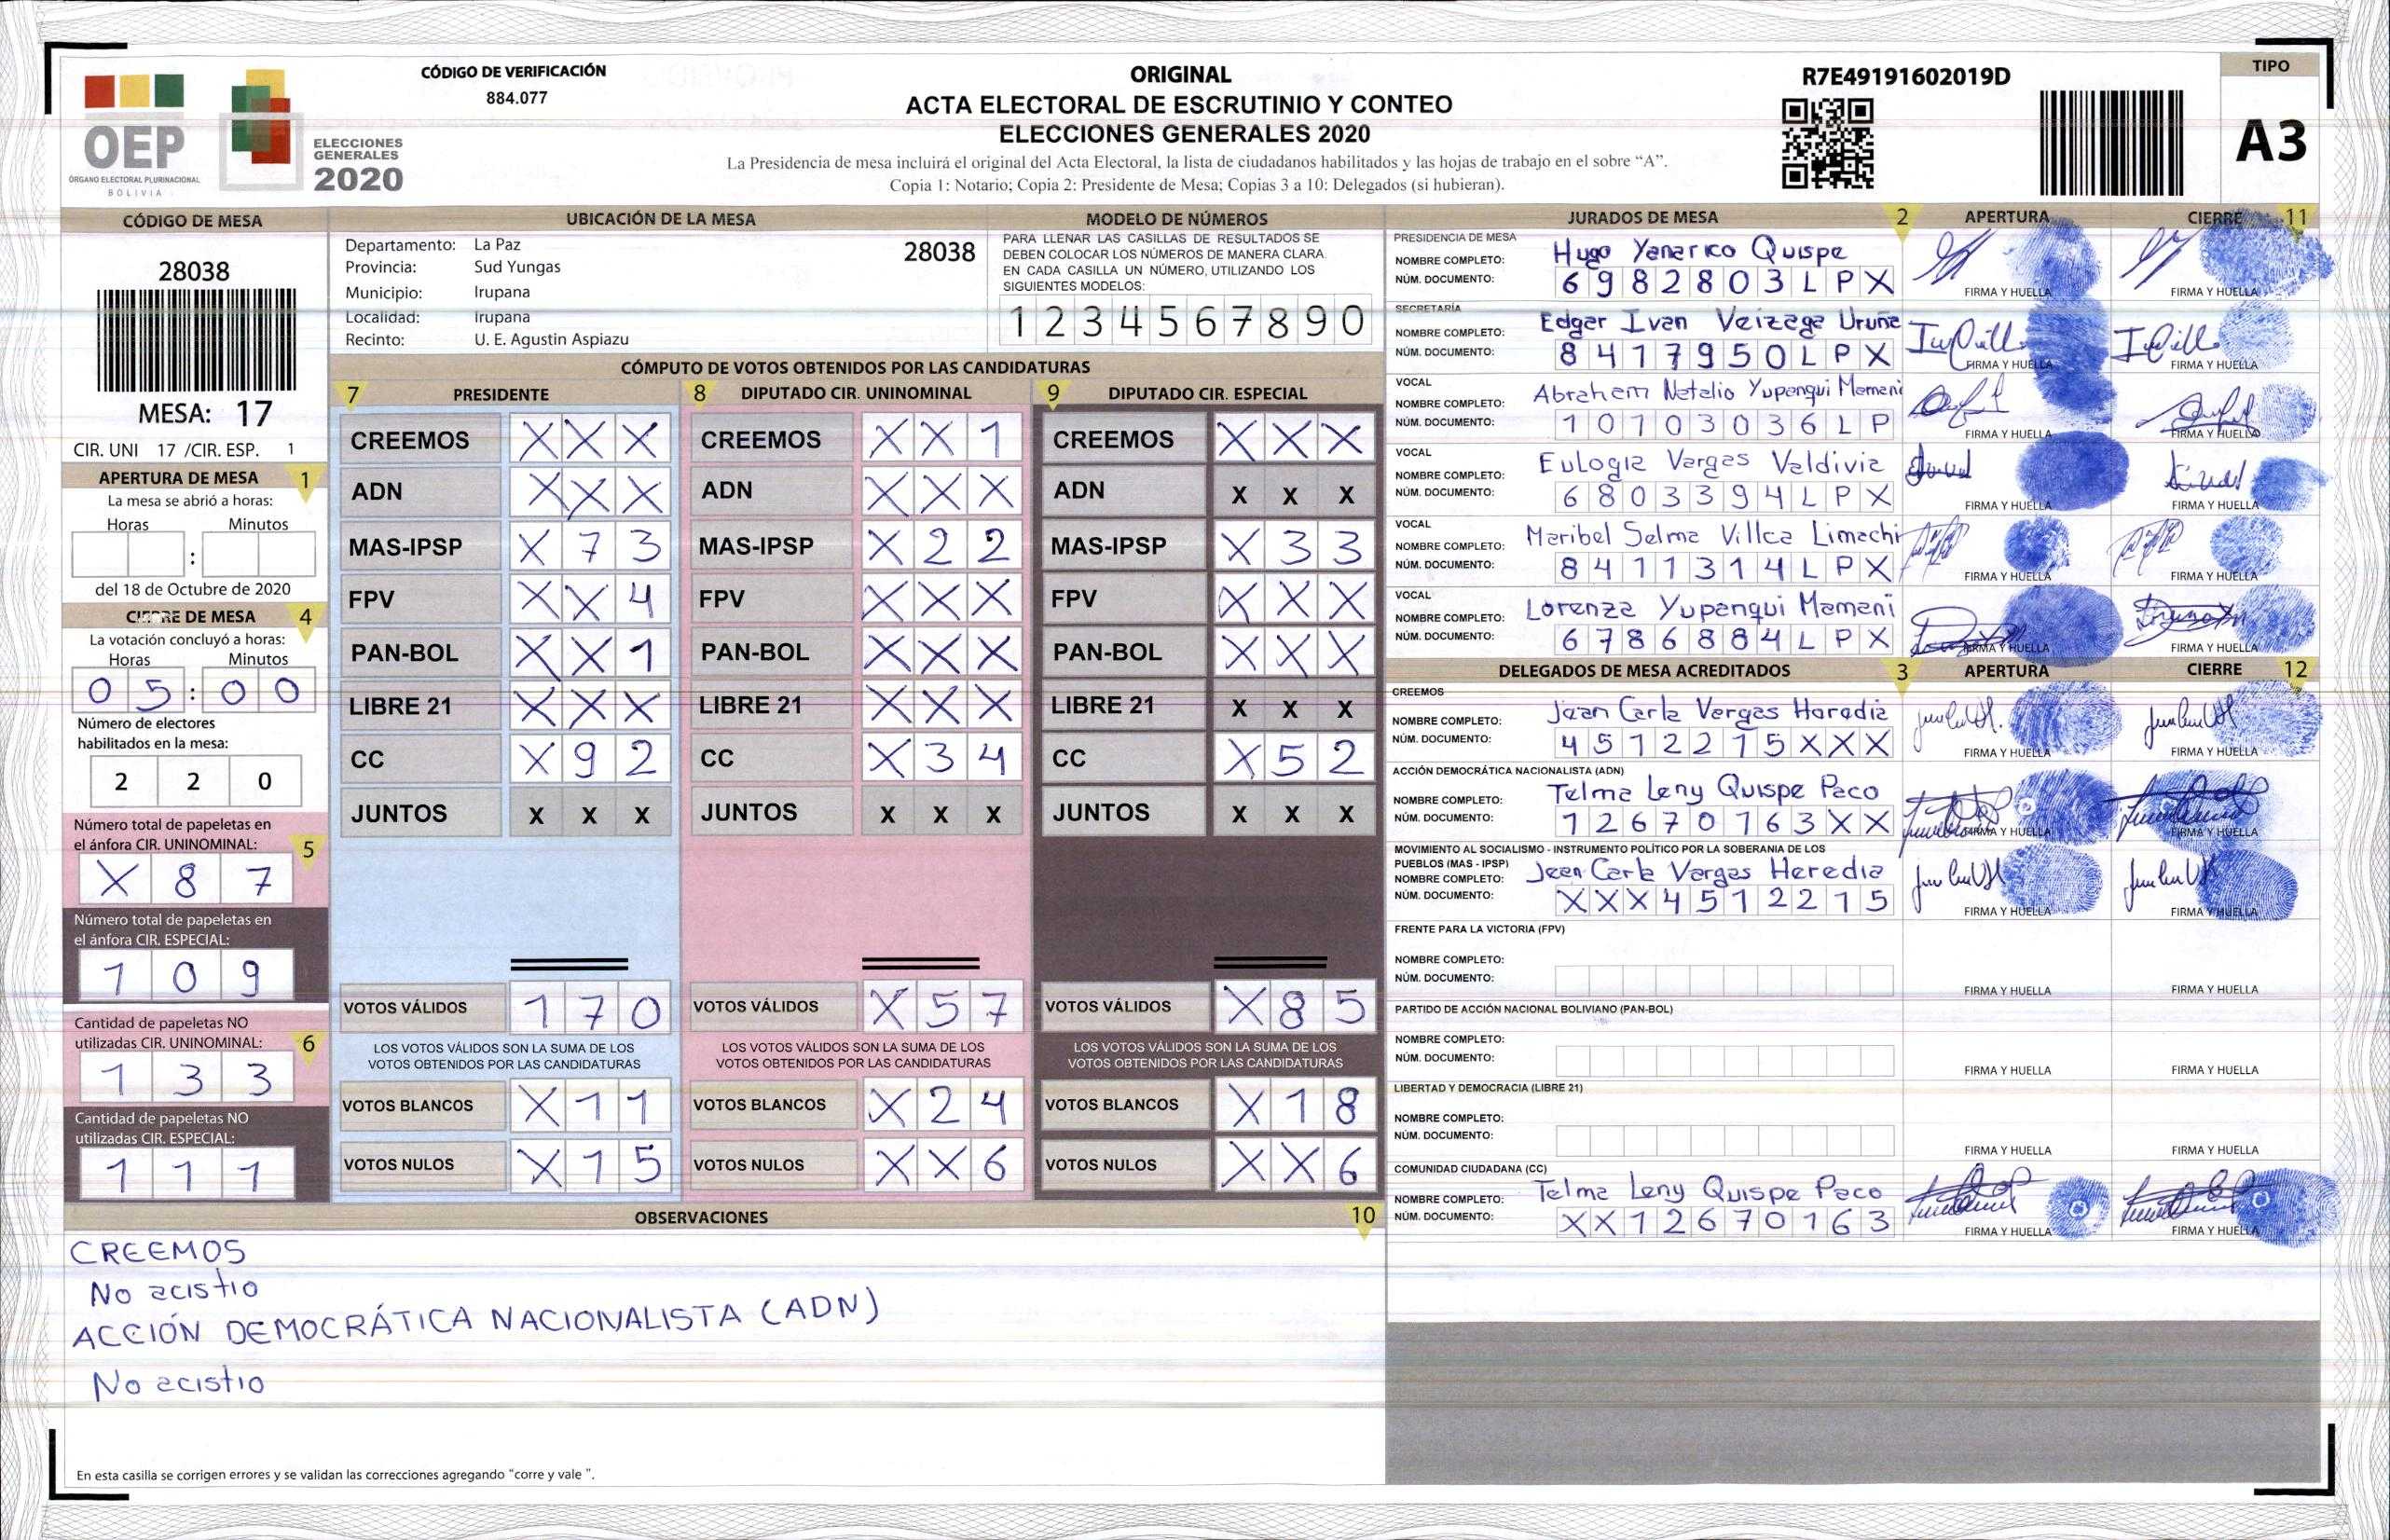 CÓDIGO DE VERIFICACIÓN
884.077
OEP
ÓRGANO ELECTORAL PLURINACIONAL
BOLIVIA
ELECCIONES
GENERALES
2020
ORIGINAL
ACTA ELECTORAL DE ESCRUTINIO Y CONTEO
ELECCIONES GENERALES 2020
La Presidencia de mesa incluirá el original del Acta Electoral, la lista de ciudadanos habilitados y las hojas de trabajo en el sobre “A”.
Copia 1: Notario; Copia 2: Presidente de Mesa; Copias 3 a 10: Delegados (si hubieran).
R7E49191602019D
TIPO
A3
CÓDIGO DE MESA
28038
MESA: 17
CIR. UNI 17 /CIR. ESP. 1
APERTURA DE MESA 1
La mesa se abrió a horas:
Horas Minutos
:
del 18 de Octubre de 2020
CIERRE DE MESA 4
La votación concluyó a horas:
Horas Minutos
0 5 : 0 0
Número de electores
habilitados en la mesa:
2 2 0
Número total de papeletas en
el ánfora CIR. UNINOMINAL: 5
X 8 7
Número total de papeletas en
el ánfora CIR. ESPECIAL:
1 0 9
Cantidad de papeletas NO
utilizadas CIR. UNINOMINAL: 6
1 3 3
Cantidad de papeletas NO
utilizadas CIR. ESPECIAL:
1 1 1
UBICACIÓN DE LA MESA
Departamento: La Paz 28038
Provincia: Sud Yungas
Municipio: Irupana
Localidad: Irupana
Recinto: U. E. Agustin Aspiazu
MODELO DE NÚMEROS
PARA LLENAR LAS CASILLAS DE RESULTADOS SE
DEBEN COLOCAR LOS NÚMEROS DE MANERA CLARA.
EN CADA CASILLA UN NÚMERO, UTILIZANDO LOS
SIGUIENTES MODELOS:
1 2 3 4 5 6 7 8 9 0
CÓMPUTO DE VOTOS OBTENIDOS POR LAS CANDIDATURAS
7 PRESIDENTE
CREEMOS X X X
ADN X X X
MAS-IPSP X 7 3
FPV X X 4
PAN-BOL X X 1
LIBRE 21 X X X
CC X 9 2
JUNTOS X X X
VOTOS VÁLIDOS 1 7 0
LOS VOTOS VÁLIDOS SON LA SUMA DE LOS
VOTOS OBTENIDOS POR LAS CANDIDATURAS
VOTOS BLANCOS X 1 1
VOTOS NULOS X 1 5
8 DIPUTADO CIR. UNINOMINAL
CREEMOS X X 1
ADN X X X
MAS-IPSP X 2 2
FPV X X X
PAN-BOL X X X
LIBRE 21 X X X
CC X 3 4
JUNTOS X X X
VOTOS VÁLIDOS X 5 7
LOS VOTOS VÁLIDOS SON LA SUMA DE LOS
VOTOS OBTENIDOS POR LAS CANDIDATURAS
VOTOS BLANCOS X 2 4
VOTOS NULOS X X 6
9 DIPUTADO CIR. ESPECIAL
CREEMOS X X X
ADN X X X
MAS-IPSP X 3 3
FPV X X X
PAN-BOL X X X
LIBRE 21 X X X
CC X 5 2
JUNTOS X X X
VOTOS VÁLIDOS X 8 5
LOS VOTOS VÁLIDOS SON LA SUMA DE LOS
VOTOS OBTENIDOS POR LAS CANDIDATURAS
VOTOS BLANCOS X 1 8
VOTOS NULOS X X 6
OBSERVACIONES 10
CREEMOS
No acistio
ACCIÓN DEMOCRÁTICA NACIONALISTA (ADN)
No acistio
En esta casilla se corrigen errores y se validan las correcciones agregando “corre y vale ”.
JURADOS DE MESA 2 APERTURA CIERRE 11
PRESIDENCIA DE MESA
NOMBRE COMPLETO: Hugo Yanarico Quispe
NÚM. DOCUMENTO: 6 9 8 2 8 0 3 L P X FIRMA Y HUELLA FIRMA Y HUELLA
SECRETARÍA
NOMBRE COMPLETO: Edgar Ivan Veizaga Uruña
NÚM. DOCUMENTO: 8 4 1 7 9 5 0 L P X FIRMA Y HUELLA FIRMA Y HUELLA
VOCAL
NOMBRE COMPLETO: Abraham Natalio Yupanqui Mamani
NÚM. DOCUMENTO: 1 0 1 0 3 0 3 6 L P FIRMA Y HUELLA FIRMA Y HUELLA
VOCAL
NOMBRE COMPLETO: Eulogia Vargas Valdivia
NÚM. DOCUMENTO: 6 8 0 3 3 9 4 L P X FIRMA Y HUELLA FIRMA Y HUELLA
VOCAL
NOMBRE COMPLETO: Maribel Selma Villca Limachi
NÚM. DOCUMENTO: 8 4 1 1 3 1 4 L P X FIRMA Y HUELLA FIRMA Y HUELLA
VOCAL
NOMBRE COMPLETO: Lorenza Yupanqui Mamani
NÚM. DOCUMENTO: 6 7 8 6 8 8 4 L P X FIRMA Y HUELLA FIRMA Y HUELLA
DELEGADOS DE MESA ACREDITADOS 3 APERTURA CIERRE 12
CREEMOS
NOMBRE COMPLETO: Jean Carla Vargas Haredia
NÚM. DOCUMENTO: 4 5 1 2 2 1 5 X X X FIRMA Y HUELLA FIRMA Y HUELLA
ACCIÓN DEMOCRÁTICA NACIONALISTA (ADN)
NOMBRE COMPLETO: Telma Leny Quispe Paco
NÚM. DOCUMENTO: 1 2 6 7 0 1 6 3 X X FIRMA Y HUELLA FIRMA Y HUELLA
MOVIMIENTO AL SOCIALISMO - INSTRUMENTO POLÍTICO POR LA SOBERANIA DE LOS
PUEBLOS (MAS - IPSP)
NOMBRE COMPLETO: Jean Carla Vargas Heredia
NÚM. DOCUMENTO: X X X 4 5 1 2 2 1 5 FIRMA Y HUELLA FIRMA Y HUELLA
FRENTE PARA LA VICTORIA (FPV)
NOMBRE COMPLETO:
NÚM. DOCUMENTO: FIRMA Y HUELLA FIRMA Y HUELLA
PARTIDO DE ACCIÓN NACIONAL BOLIVIANO (PAN-BOL)
NOMBRE COMPLETO:
NÚM. DOCUMENTO: FIRMA Y HUELLA FIRMA Y HUELLA
LIBERTAD Y DEMOCRACIA (LIBRE 21)
NOMBRE COMPLETO:
NÚM. DOCUMENTO: FIRMA Y HUELLA FIRMA Y HUELLA
COMUNIDAD CIUDADANA (CC)
NOMBRE COMPLETO: Telma Leny Quispe Paco
NÚM. DOCUMENTO: X X 1 2 6 7 0 1 6 3 FIRMA Y HUELLA FIRMA Y HUELLA